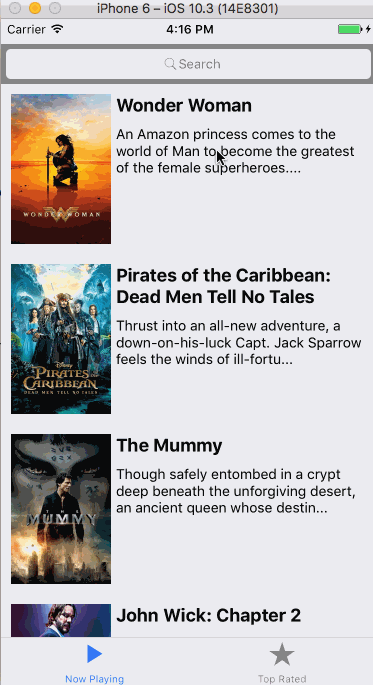 iPhone 6 – iOS 10.3 (14E8301)
Carrier 4:16 PM
Search
Wonder Woman
An Amazon princess comes to the
world of Man to become the greatest
of the female superheroes....
WONDER WOMAN
Pirates of the Caribbean:
Dead Men Tell No Tales
Thrust into an all-new adventure, a
down-on-his-luck Capt. Jack Sparrow
feels the winds of ill-fortu...
Disney
PIRATES OF THE
CARIBBEAN
DEAD MEN TELL NO TALES
The Mummy
Though safely entombed in a crypt
deep beneath the unforgiving desert,
an ancient queen whose destin...
THE
MUMMY
John Wick: Chapter 2
Now Playing
Top Rated